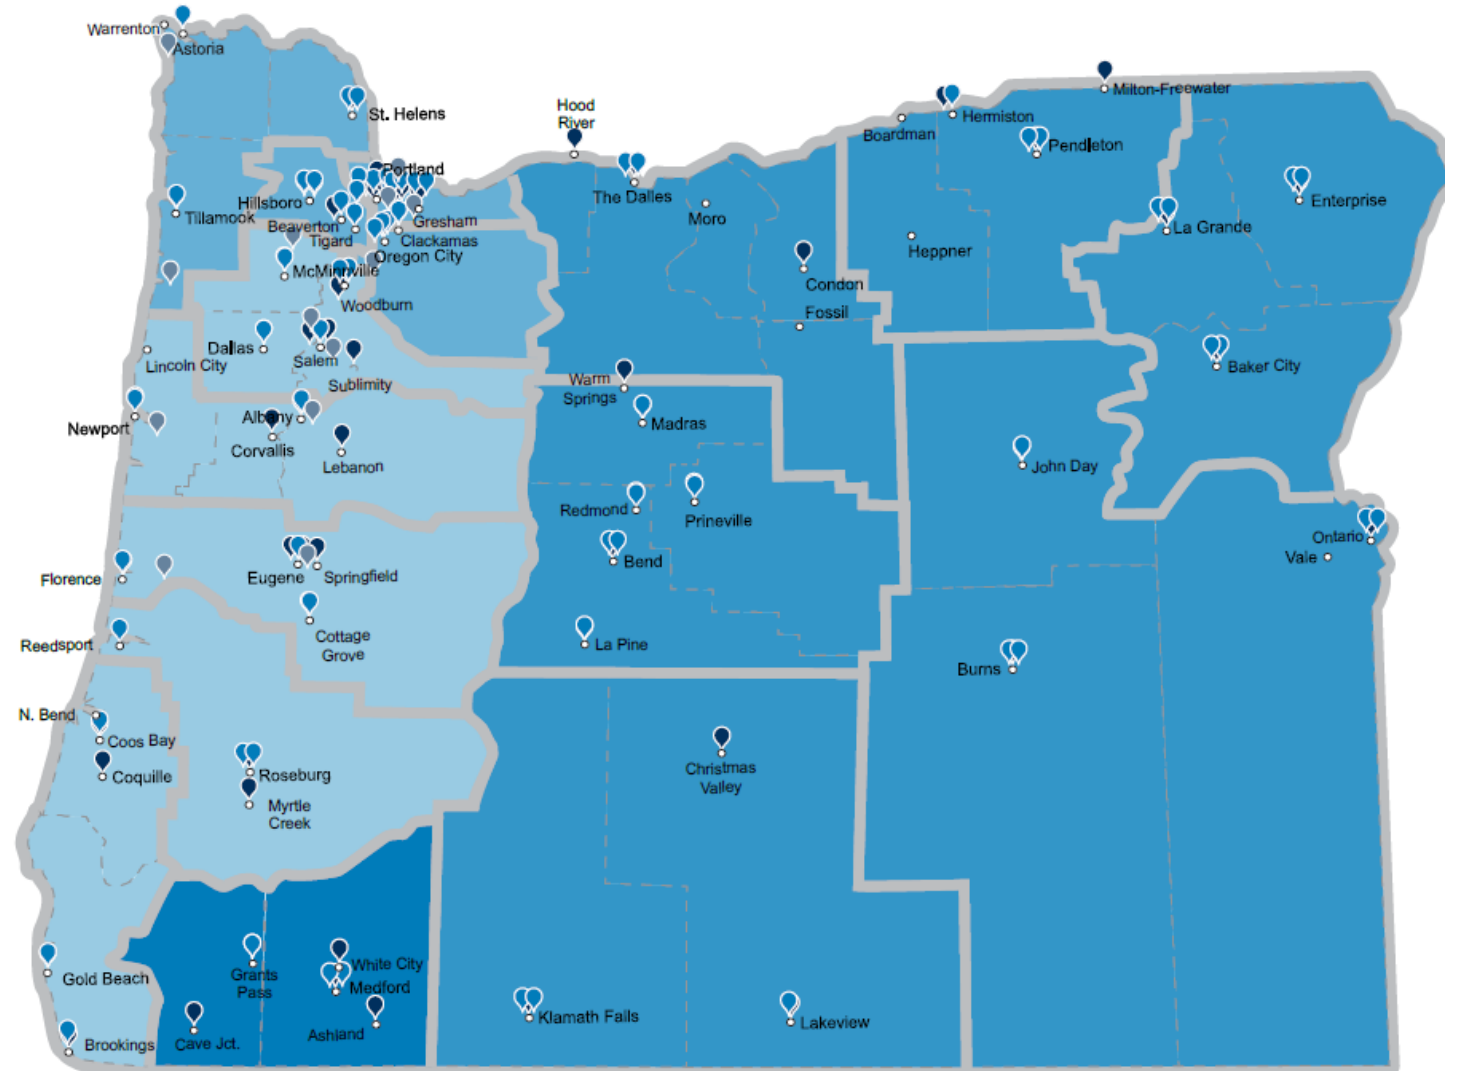 Warrenton
Astoria
St. Helens
Hood
River
Milton-Freewater
Hermiston
Boardman
Pendleton
Portland
Hillsboro
Tillamook
Gresham
Beaverton
Tigard
Clackamas
Oregon City
The Dalles
Moro
Enterprise
La Grande
Heppner
McMinnville
Woodburn
Condon
Fossil
Dallas
Salem
Lincoln City
Sublimity
Baker City
Warm
Springs
Newport
Albany
Corvallis
Lebanon
Madras
John Day
Redmond
Prineville
Bend
Ontario
Vale
Florence
Eugene
Springfield
Cottage
Grove
Reedsport
La Pine
Burns
N. Bend
Coos Bay
Coquille
Roseburg
Myrtle
Creek
Christmas
Valley
Gold Beach
Grants
Pass
White City
Medford
Ashland
Cave Jct.
Brookings
Klamath Falls
Lakeview